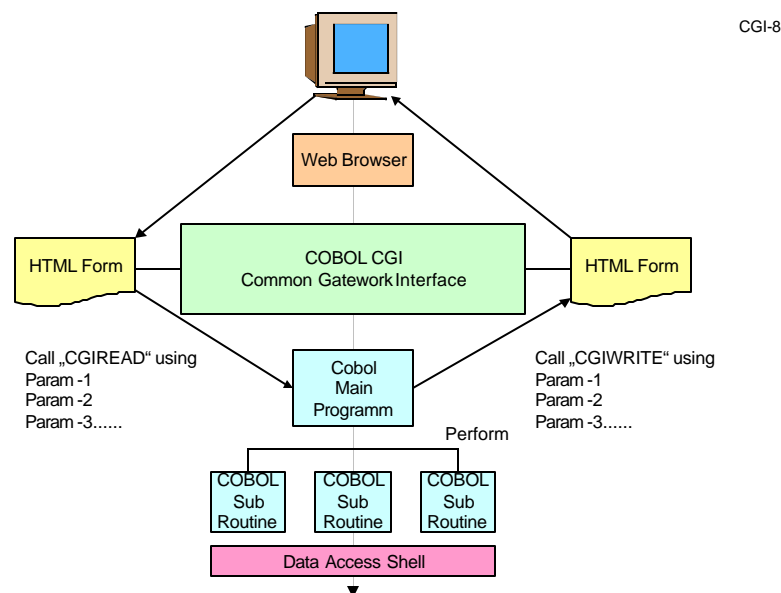 CGI-8
Web Browser
HTML Form
COBOL CGI
Common Gatework Interface
HTML Form
Call „CGIREAD“ using
Param -1
Param -2
Param -3......
Cobol
Main
Programm
Call „CGIWRITE“ using
Param -1
Param -2
Param -3......
Perform
COBOL
Sub
Routine
COBOL
Sub
Routine
COBOL
Sub
Routine
Data Access Shell